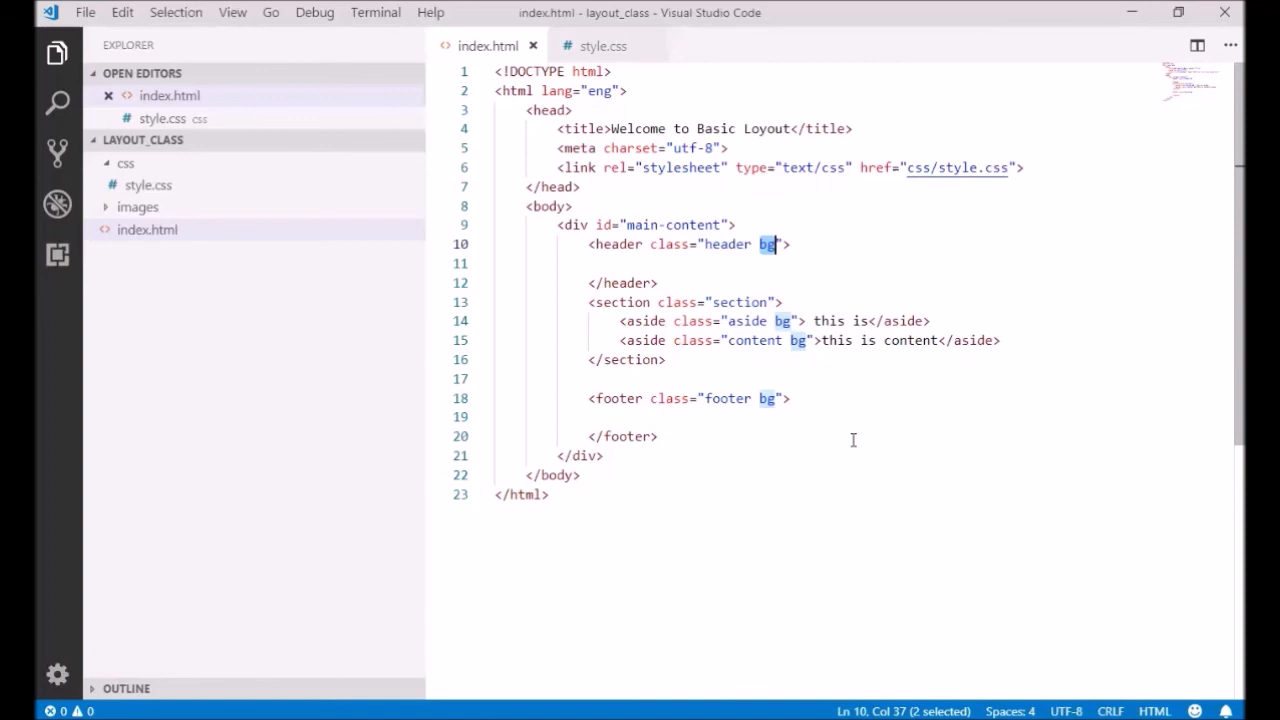 File Edit Selection View Go Debug Terminal Help
index.html - layout_class - Visual Studio Code
EXPLORER
OPEN EDITORS
index.html
style.css css
LAYOUT_CLASS
css
style.css
images
index.html
OUTLINE
index.html
style.css
1 <!DOCTYPE html>
2 <html lang="eng">
3 <head>
4 <title>Welcome to Basic Loyout</title>
5 <meta charset="utf-8">
6 <link rel="stylesheet" type="text/css" href="css/style.css">
7 </head>
8 <body>
9 <div id="main-content">
10 <header class="header bg">
11
12 </header>
13 <section class="section">
14 <aside class="aside bg"> this is</aside>
15 <aside class="content bg">this is content</aside>
16 </section>
17
18 <footer class="footer bg">
19
20 </footer>
21 </div>
22 </body>
23 </html>
0 0
Ln 10, Col 37 (2 selected) Spaces: 4 UTF-8 CRLF HTML